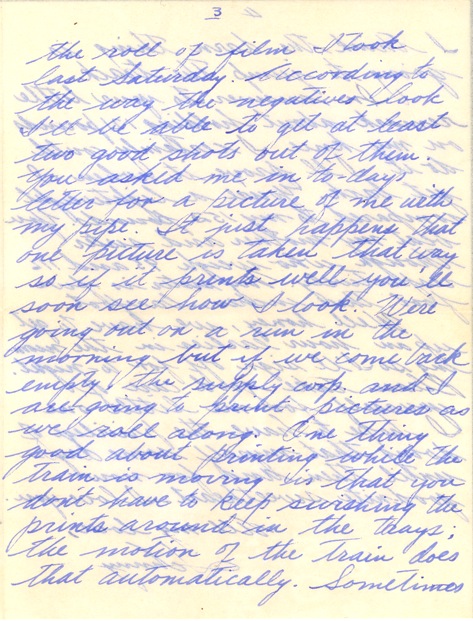 3
the roll of film I took
last Saturday. According to
the way the negatives look
I'll be able to get at least
two good shots out of them.
You asked me in to-days
letter for a picture of me with
my pipe. It just happens that
one picture is taken that way
so if it prints well you'll
soon see how I look. We're
going out on a run in the
morning but if we come back
empty the supply corp. and I
are going to print pictures as
we roll along. One thing
good about printing while the
train is moving is that you
don't have to keep swishing the
prints around in the trays;
the motion of the train does
that automatically. Sometimes